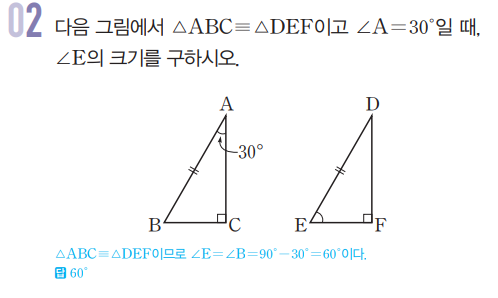 02 다음 그림에서 △ABC≡△DEF이고 ∠A=30°일 때,
∠E의 크기를 구하시오.
A
D
30°
B
C
E
F
△ABC≡△DEF이므로 ∠E=∠B=90°-30°=60°이다.
답 60°